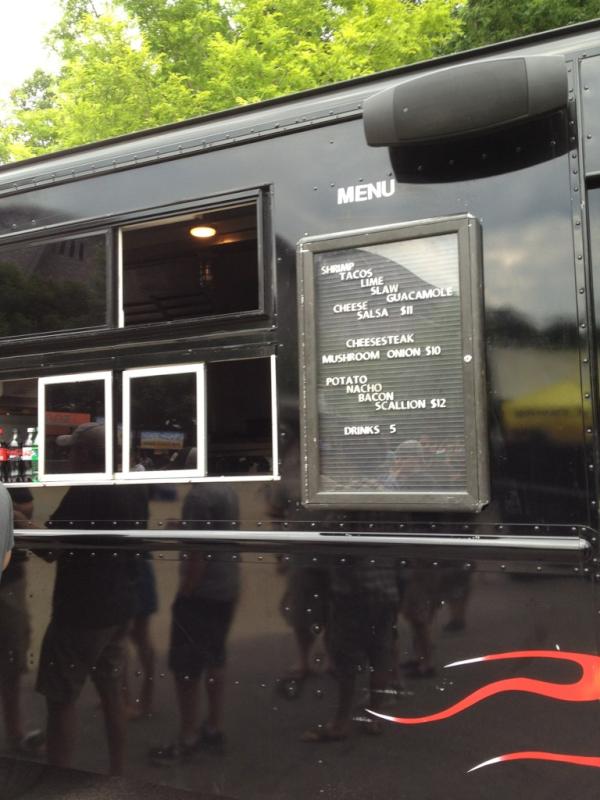 MENU
SHRIMP
TACOS
LIME
SLAW
GUACAMOLE
CHEESE
SALSA $11
CHEESESTEAK
MUSHROOM ONION $10
POTATO
NACHO
BACON
SCALLION $12
DRINKS 5